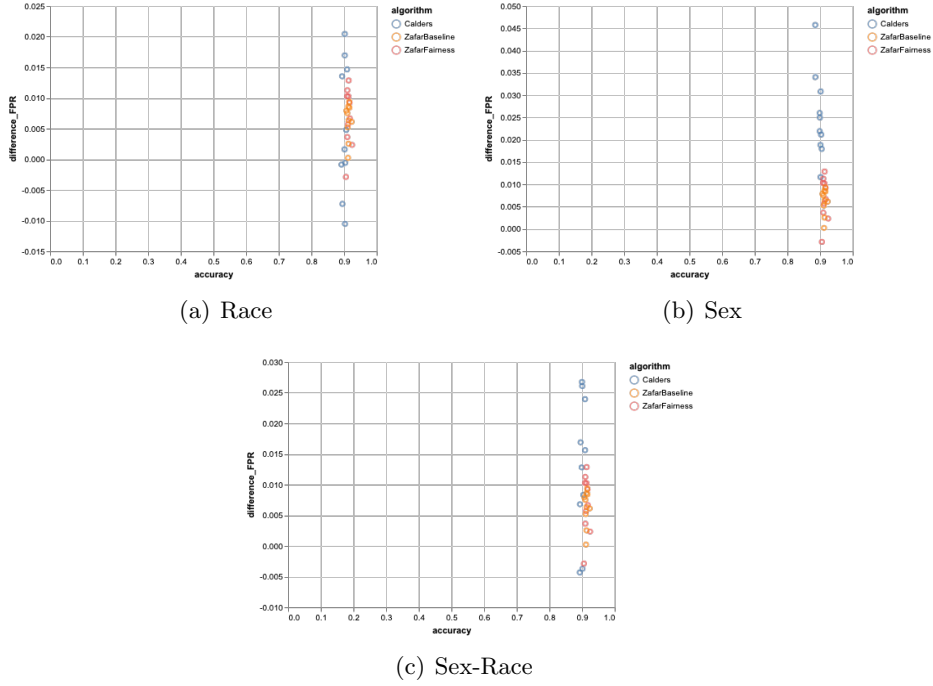 0.025
0.020
0.015
0.010
0.005
0.000
-0.005
-0.010
-0.015
difference_FPR
0.0 0.1 0.2 0.3 0.4 0.5 0.6 0.7 0.8 0.9 1.0
accuracy
algorithm
Calders
ZafarBaseline
ZafarFairness
(a) Race
0.050
0.045
0.040
0.035
0.030
0.025
0.020
0.015
0.010
0.005
0.000
-0.005
difference_FPR
0.0 0.1 0.2 0.3 0.4 0.5 0.6 0.7 0.8 0.9 1.0
accuracy
algorithm
Calders
ZafarBaseline
ZafarFairness
(b) Sex
0.030
0.025
0.020
0.015
0.010
0.005
0.000
-0.005
-0.010
difference_FPR
0.0 0.1 0.2 0.3 0.4 0.5 0.6 0.7 0.8 0.9 1.0
accuracy
algorithm
Calders
ZafarBaseline
ZafarFairness
(c) Sex-Race